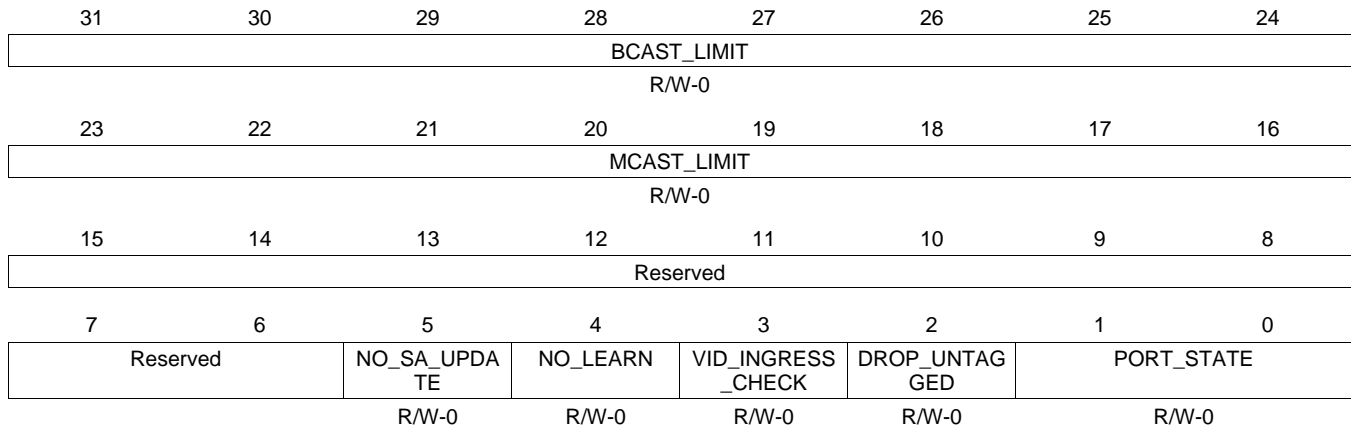 31 30 29 28 27 26 25 24
BCAST_LIMIT
R/W-0
23 22 21 20 19 18 17 16
MCAST_LIMIT
R/W-0
15 14 13 12 11 10 9 8
Reserved
7 6 5 4 3 2 1 0
Reserved NO_SA_UPDA NO_LEARN VID_INGRESS DROP_UNTAG PORT_STATE
TE _CHECK GED
R/W-0 R/W-0 R/W-0 R/W-0 R/W-0